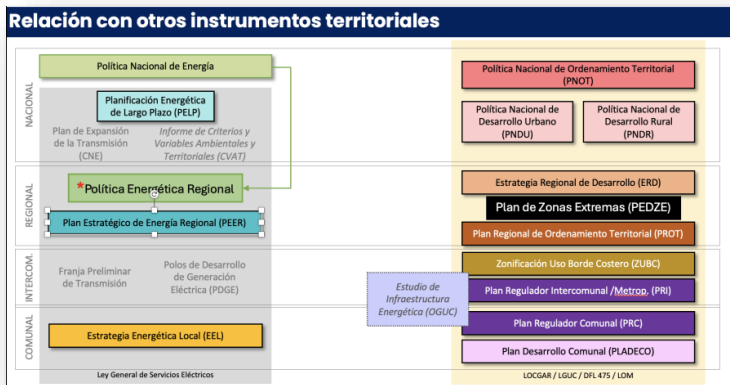 Relación con otros instrumentos territoriales
NACIONAL
Política Nacional de Energía
Planificación Energética
de Largo Plazo (PELP)
Plan de Expansión
de la Transmisión
(CNE)
Informe de Criterios y
Variables Ambientales y
Territoriales (CVAT)
Política Nacional de Ordenamiento Territorial
(PNOT)
Política Nacional de
Desarrollo Urbano
(PNDU)
Política Nacional de
Desarrollo Rural
(PNDR)
REGIONAL
*Política Energética Regional
Plan Estratégico de Energía Regional (PEER)
Estrategia Regional de Desarrollo (ERD)
Plan de Zonas Extremas (PEDZE)
Plan Regional de Ordenamiento Territorial (PROT)
INTERCOM.
Franja Preliminar
de Transmisión
Polos de Desarrollo
de Generación
Eléctrica (PDGE)
Estudio de
Infraestructura
Energética (OGUC)
Zonificación Uso Borde Costero (ZUBC)
Plan Regulador Intercomunal /Metrop. (PRI)
COMUNAL
Estrategia Energética Local (EEL)
Plan Regulador Comunal (PRC)
Plan Desarrollo Comunal (PLADECO)
Ley General de Servicios Eléctricos
LOCGAR / LGUC / DFL 475 / LOM